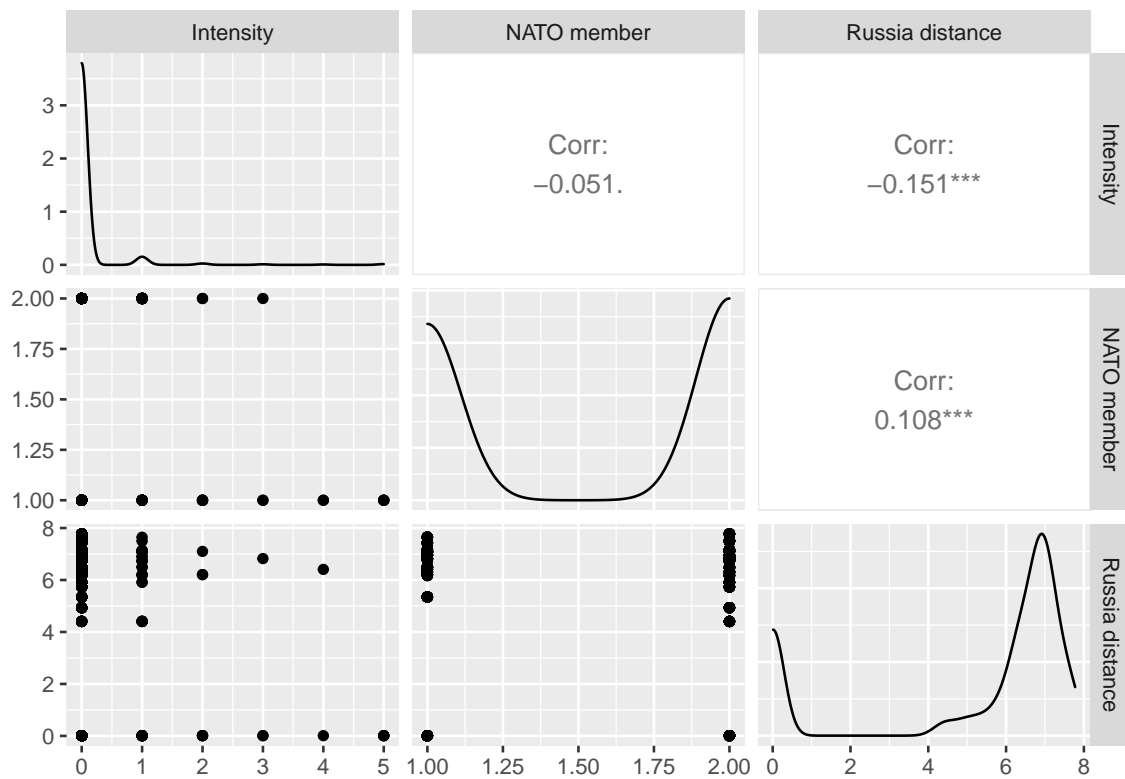 Intensity
NATO member
Russia distance
3
2
1
0
Corr:
−0.051.
Corr:
−0.151***
Intensity
2.00
1.75
1.50
1.25
1.00
Corr:
0.108***
NATO member
8
6
4
2
0
Russia distance
0 1 2 3 4 5
1.00 1.25 1.50 1.75 2.00
0 2 4 6 8